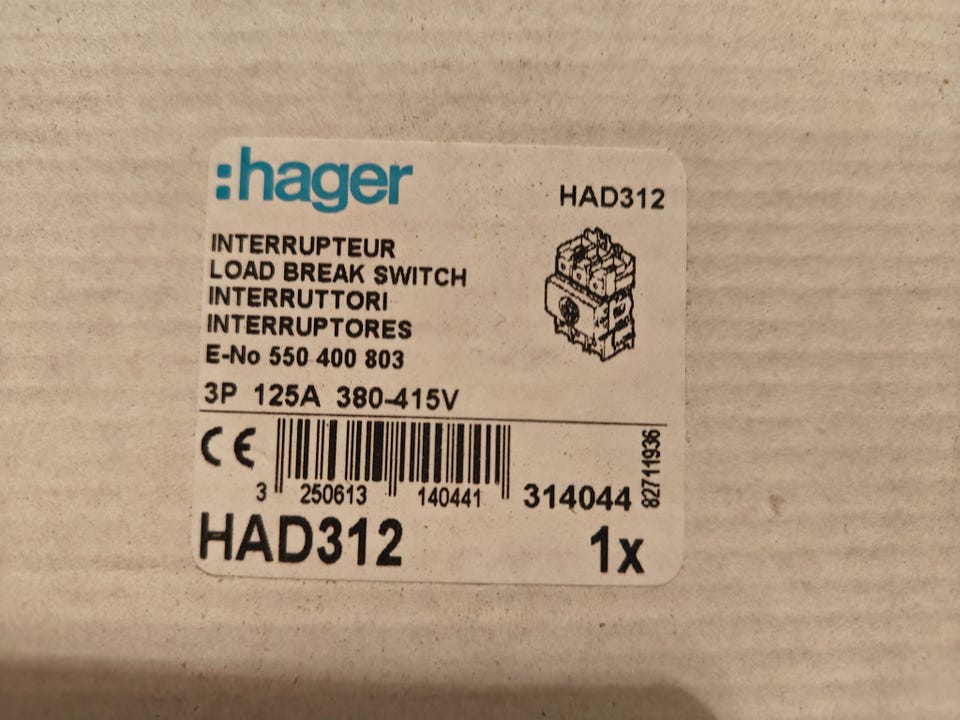 :hager
HAD312
INTERRUPTEUR
LOAD BREAK SWITCH
INTERRUTTORI
INTERRUPTORES
E-No 550 400 803
3P 125A 380-415V
CE
3 250613 140441
314044
82711936
HAD312
1x